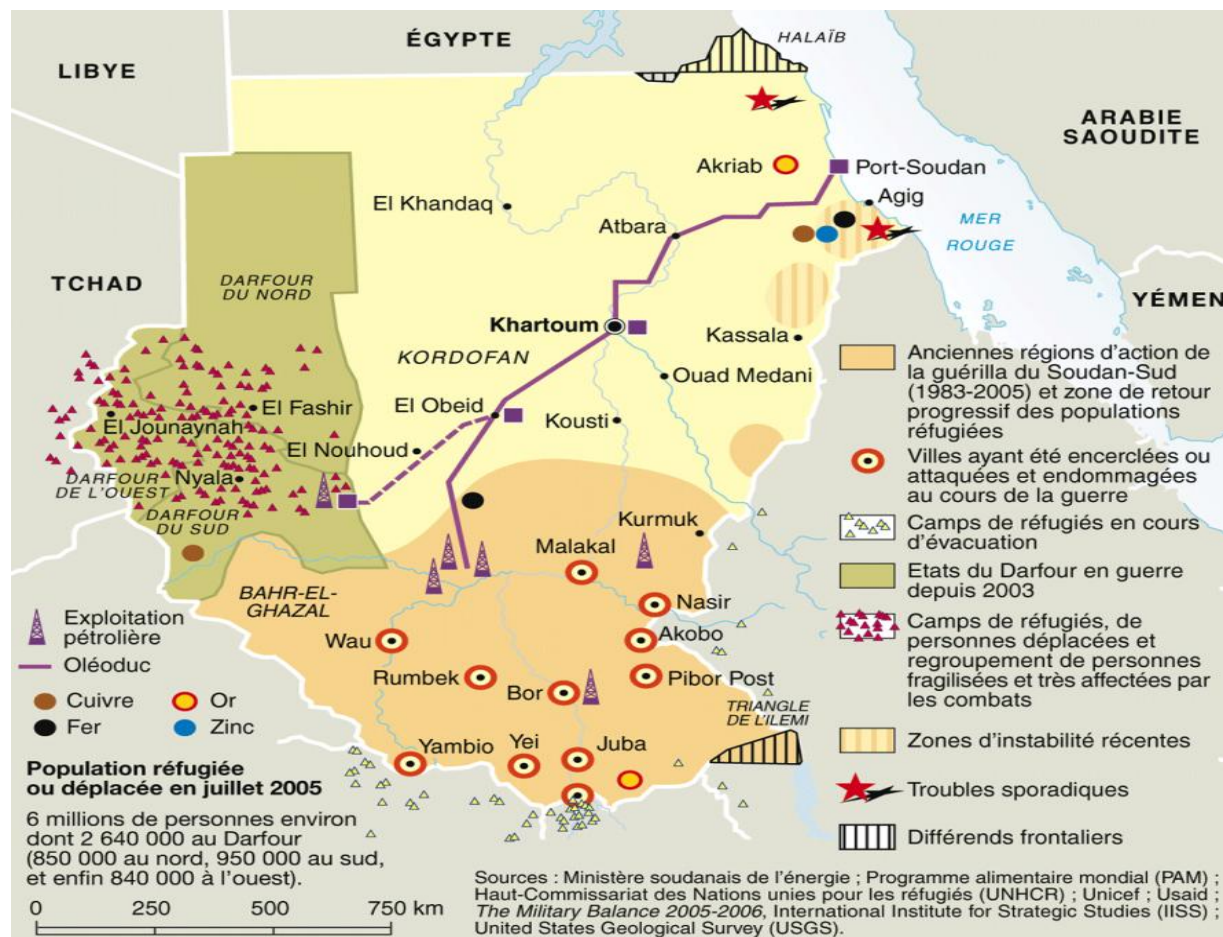 ÉGYPTE
HALAÏB
LIBYE
ARABIE
SAOUDITE
Akriab
Port-Soudan
Agig
El Khandaq
Atbara
MER
ROUGE
TCHAD
DARFOUR
DU NORD
YÉMEN
Khartoum
Kassala
KORDOFAN
Ouad Medani
El Fashir
El Obeid
Kousti
El Jounaynah
El Nouhoud
Nyala
DARFOUR
DE L'OUEST
DARFOUR
DU SUD
Kurmuk
Malakal
BAHR-EL-
GHAZAL
Nasir
Wau
Akobo
Rumbek
Bor
Pibor Post
TRIANGLE
DE L'ILEMI
Yambio
Yei
Juba
Anciennes régions d'action de
la guérilla du Soudan-Sud
(1983-2005) et zone de retour
progressif des populations
réfugiées
Villes ayant été encerclées ou
attaquées et endommagées
au cours de la guerre
Camps de réfugiés en cours
d'évacuation
Etats du Darfour en guerre
depuis 2003
Camps de réfugiés, de
personnes déplacées et
regroupement de personnes
fragilisées et très affectées par
les combats
Zones d'instabilité récentes
Troubles sporadiques
Différends frontaliers
Exploitation
pétrolière
Oléoduc
Cuivre
Or
Fer
Zinc
Population réfugiée
ou déplacée en juillet 2005
6 millions de personnes environ
dont 2 640 000 au Darfour
(850 000 au nord, 950 000 au sud,
et enfin 840 000 à l'ouest).
0 250 500 750 km
Sources : Ministère soudanais de l'énergie ; Programme alimentaire mondial (PAM) ;
Haut-Commissariat des Nations unies pour les réfugiés (UNHCR) ; Unicef ; Usaid ;
The Military Balance 2005-2006, International Institute for Strategic Studies (IISS) ;
United States Geological Survey (USGS).